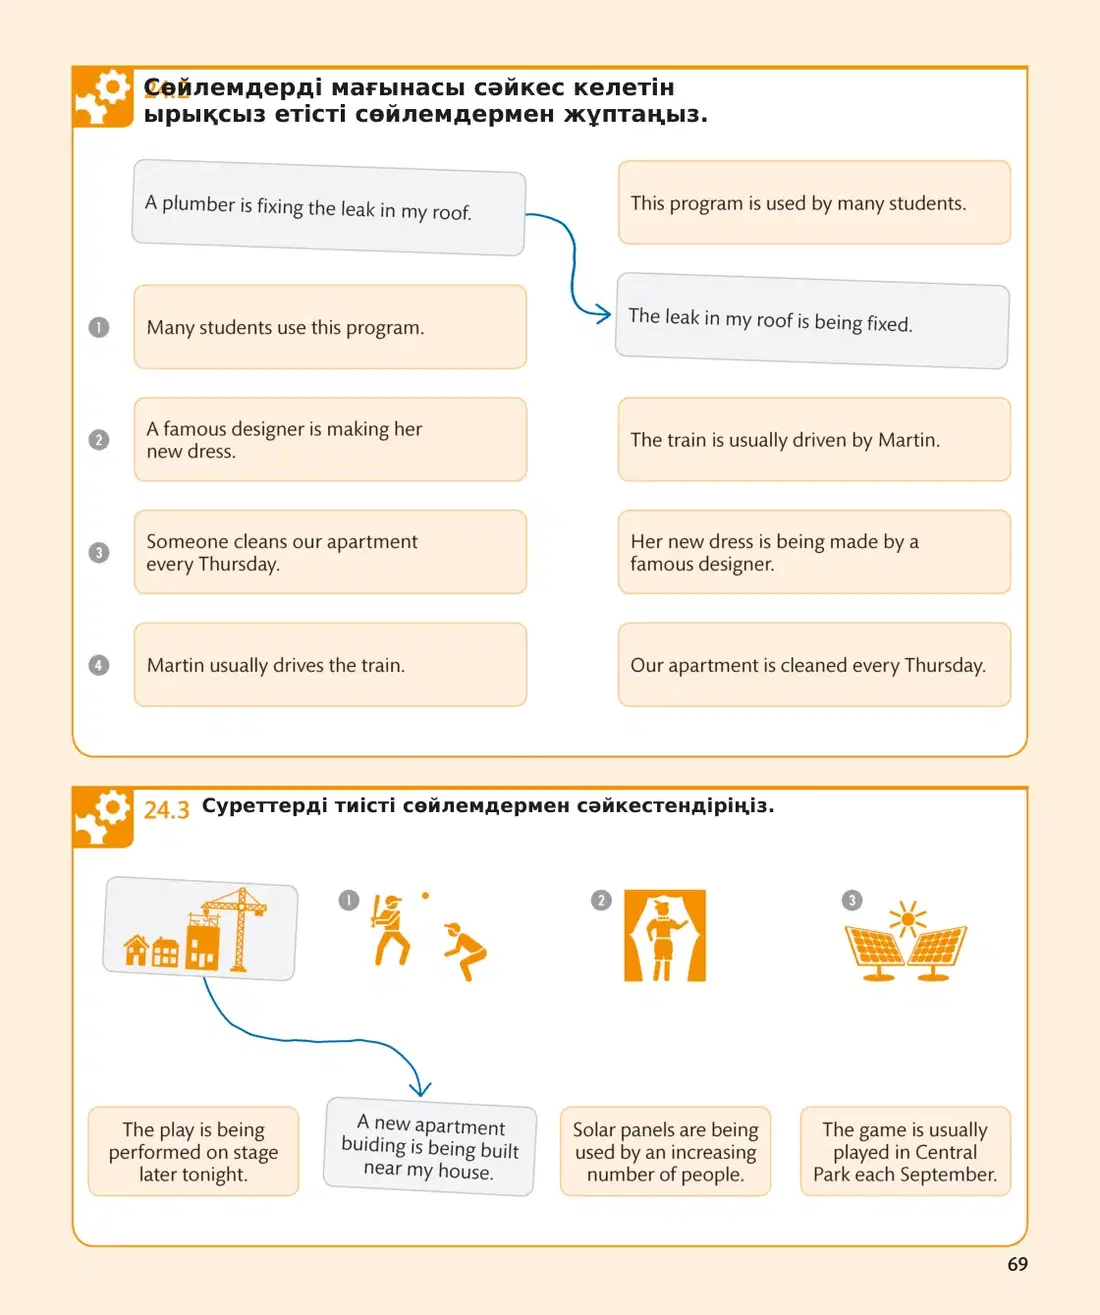 24.2 Сөйлемдерді мағынасы сәйкес келетін
ырықсыз етісті сөйлемдермен жұптаңыз.
A plumber is fixing the leak in my roof.
This program is used by many students.
1
Many students use this program.
The leak in my roof is being fixed.
2
A famous designer is making her
new dress.
The train is usually driven by Martin.
3
Someone cleans our apartment
every Thursday.
Her new dress is being made by a
famous designer.
4
Martin usually drives the train.
Our apartment is cleaned every Thursday.
24.3 Суреттерді тиісті сөйлемдермен сәйкестендіріңіз.
1
2
3
The play is being
performed on stage
later tonight.
A new apartment
buiding is being built
near my house.
Solar panels are being
used by an increasing
number of people.
The game is usually
played in Central
Park each September.
69